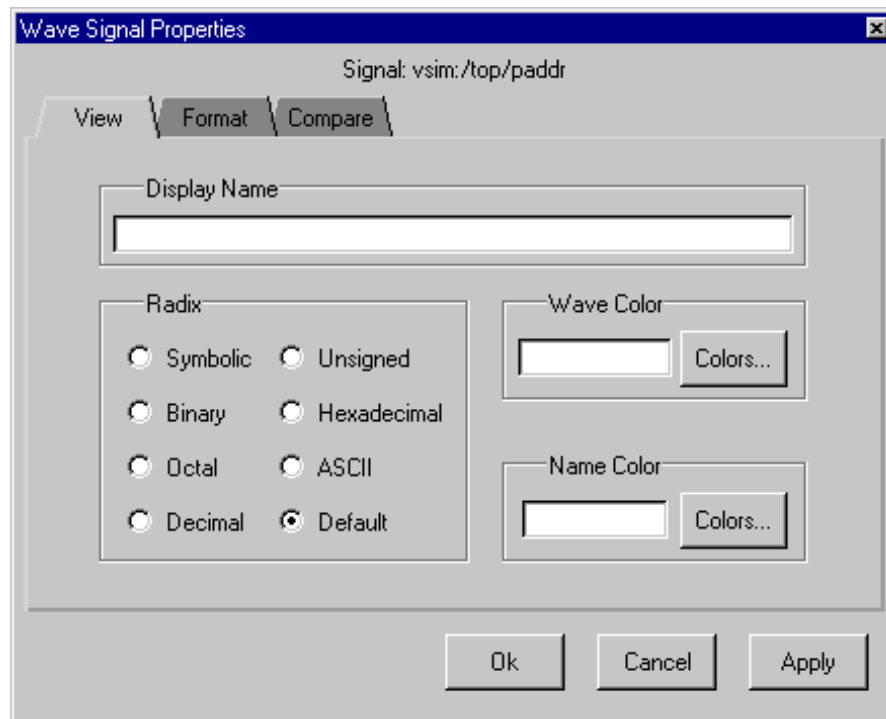 Wave Signal Properties
Signal: vsim:/top/paddr
View Format Compare
Display Name
Radix
Symbolic Unsigned
Binary Hexadecimal
Octal ASCII
Decimal Default
Wave Color
Colors...
Name Color
Colors...
Ok Cancel Apply